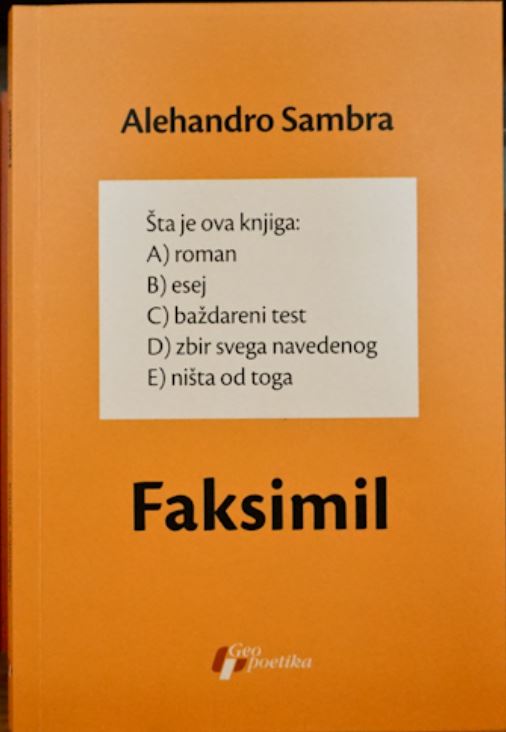 Alehandro Sambra
Šta je ova knjiga:
A) roman
B) esej
C) baždareni test
D) zbir svega navedenog
E) ništa od toga
Faksimil
Geo
poetika